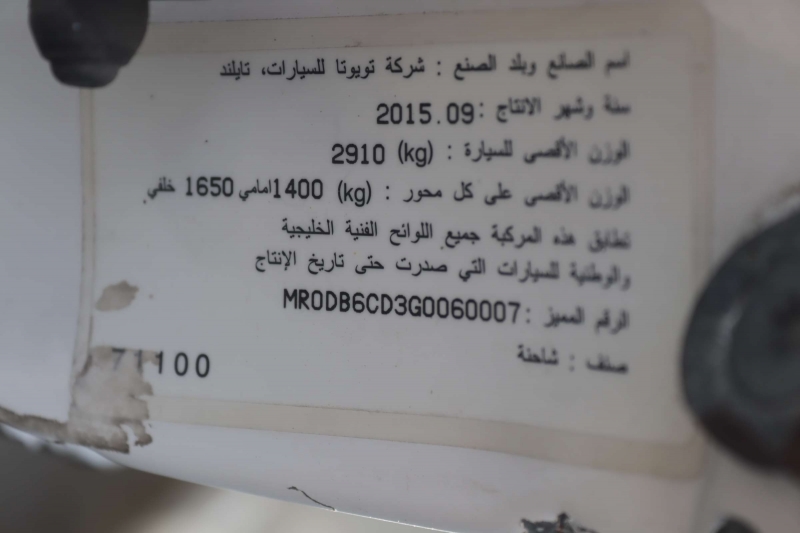 اسم الصانع وبلد الصنع : شركة تويوتا للسيارات، تايلند
سنة وشهر الانتاج :2015.09
الوزن الأقصى للسيارة : (kg) 2910
الوزن الأقصى على كل محور : (kg) 1400امامي 1650 خلفي.
تطابق هذه المركبة جميع اللوائح الفنية الخليجية
والوطنية للسيارات التي صدرت حتى تاريخ الإنتاج
الرقم المميز :MR0DB6CD3G0060007
صنف : شاحنة
71100